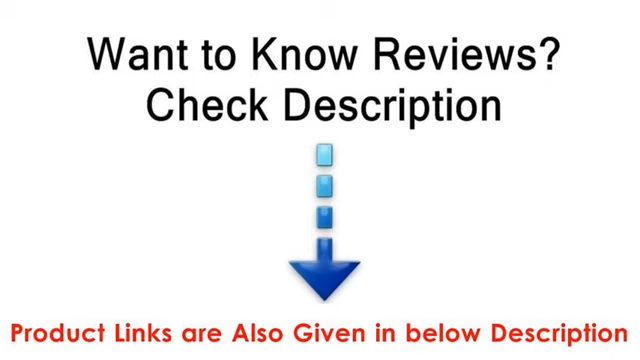 Want to Know Reviews?
Check Description
Product Links are Also Given in below Description